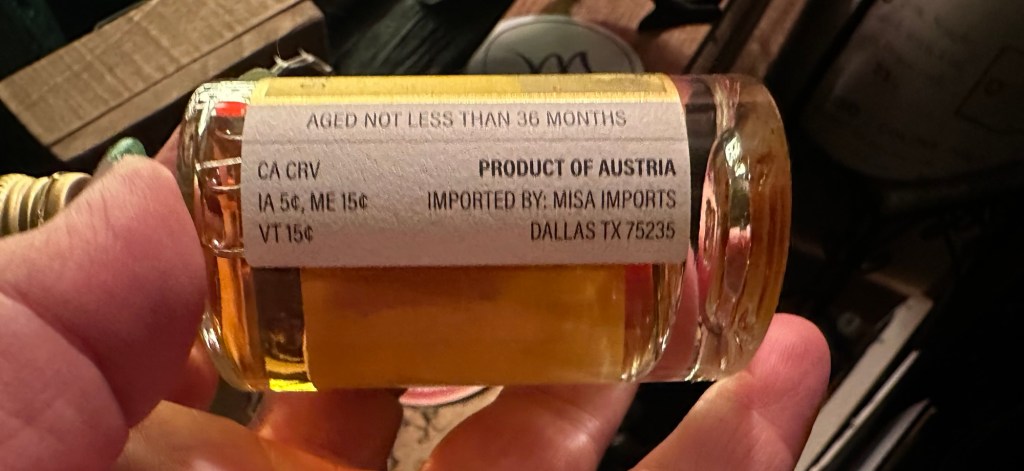 AGED NOT LESS THAN 36 MONTHS
CA CRV
IA 5¢, ME 15¢
VT 15¢
PRODUCT OF AUSTRIA
IMPORTED BY: MISA IMPORTS
DALLAS TX 75235